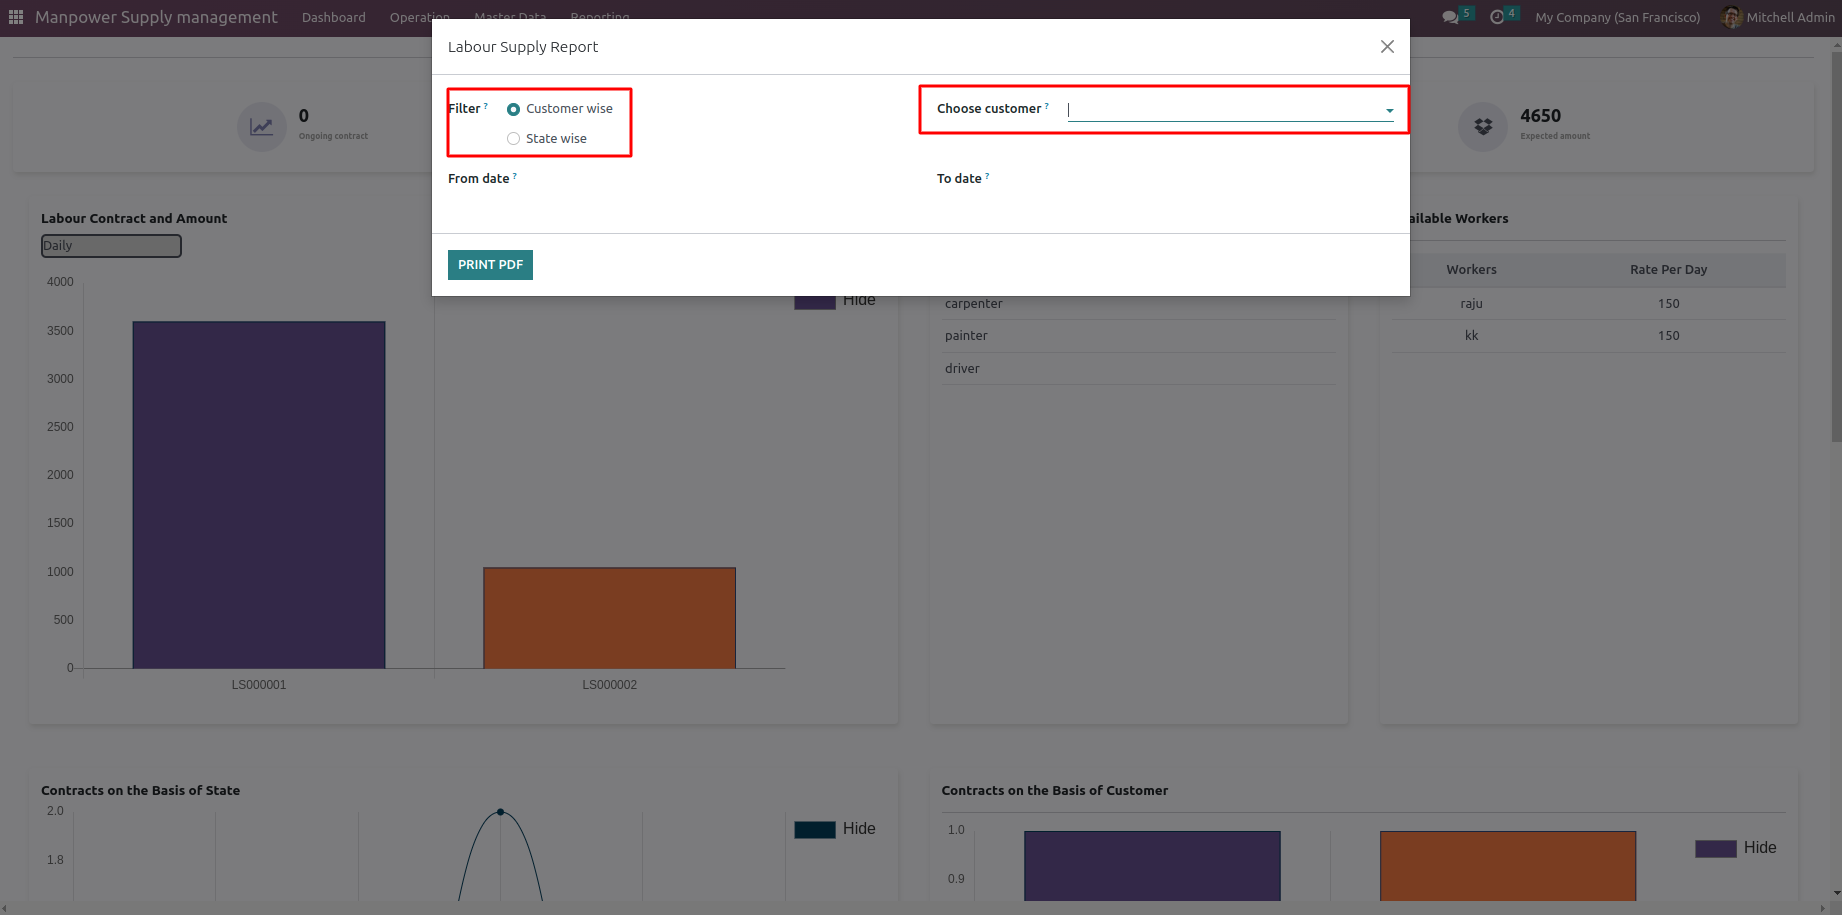 Manpower Supply management Dashboard Operation Master Data Reporting 5 4 My Company (San Francisco) Mitchell Admin
Labour Supply Report
Filter ? Customer wise
State wise
Choose customer ?
From date ?
To date ?
PRINT PDF
0
Ongoing contract
4650
Expected amount
Labour Contract and Amount
Daily
Hide
4000
3500
3000
2500
2000
1500
1000
500
0
LS000001 LS000002
carpenter
painter
driver
ailable Workers
Workers Rate Per Day
raju 150
kk 150
Contracts on the Basis of State
2.0
1.8
Hide
Contracts on the Basis of Customer
1.0
0.9
Hide